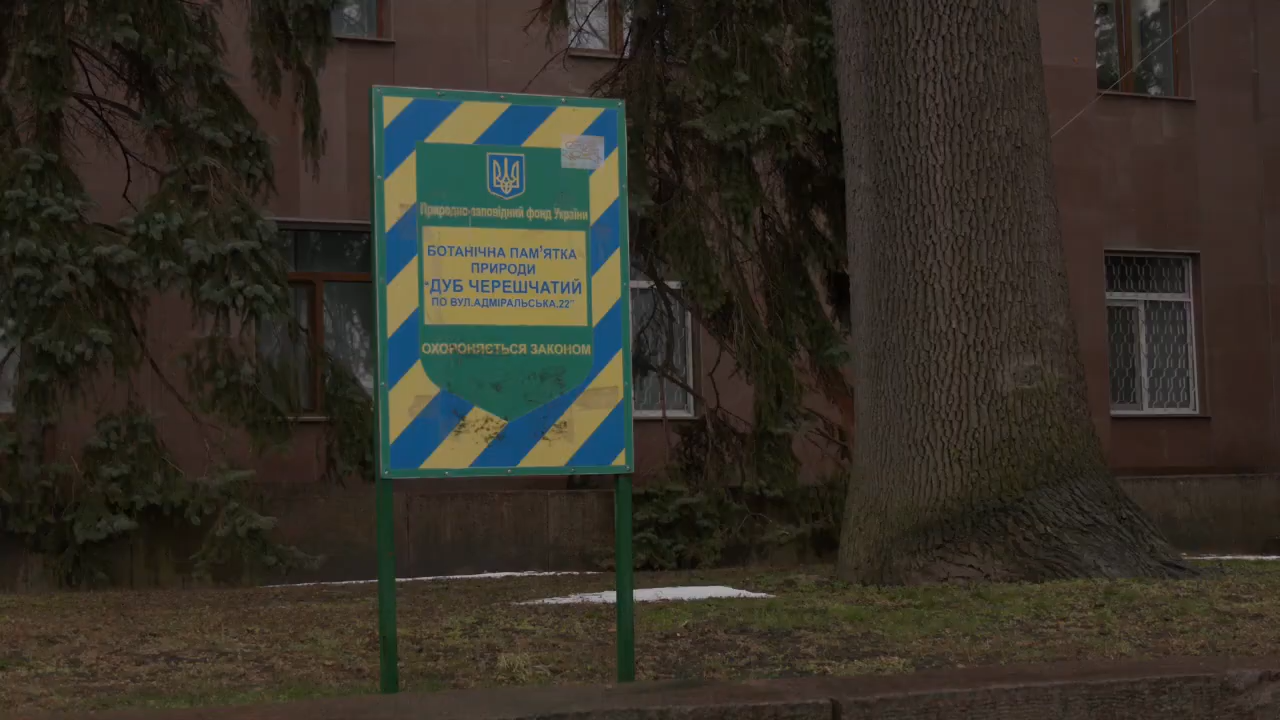 Природно-заповідний фонд України
БОТАНІЧНА ПАМ'ЯТКА
ПРИРОДИ
"ДУБ ЧЕРЕШЧАТИЙ
ПО ВУЛ.АДМІРАЛЬСЬКА.22"
ОХОРОНЯЄТЬСЯ ЗАКОНОМ